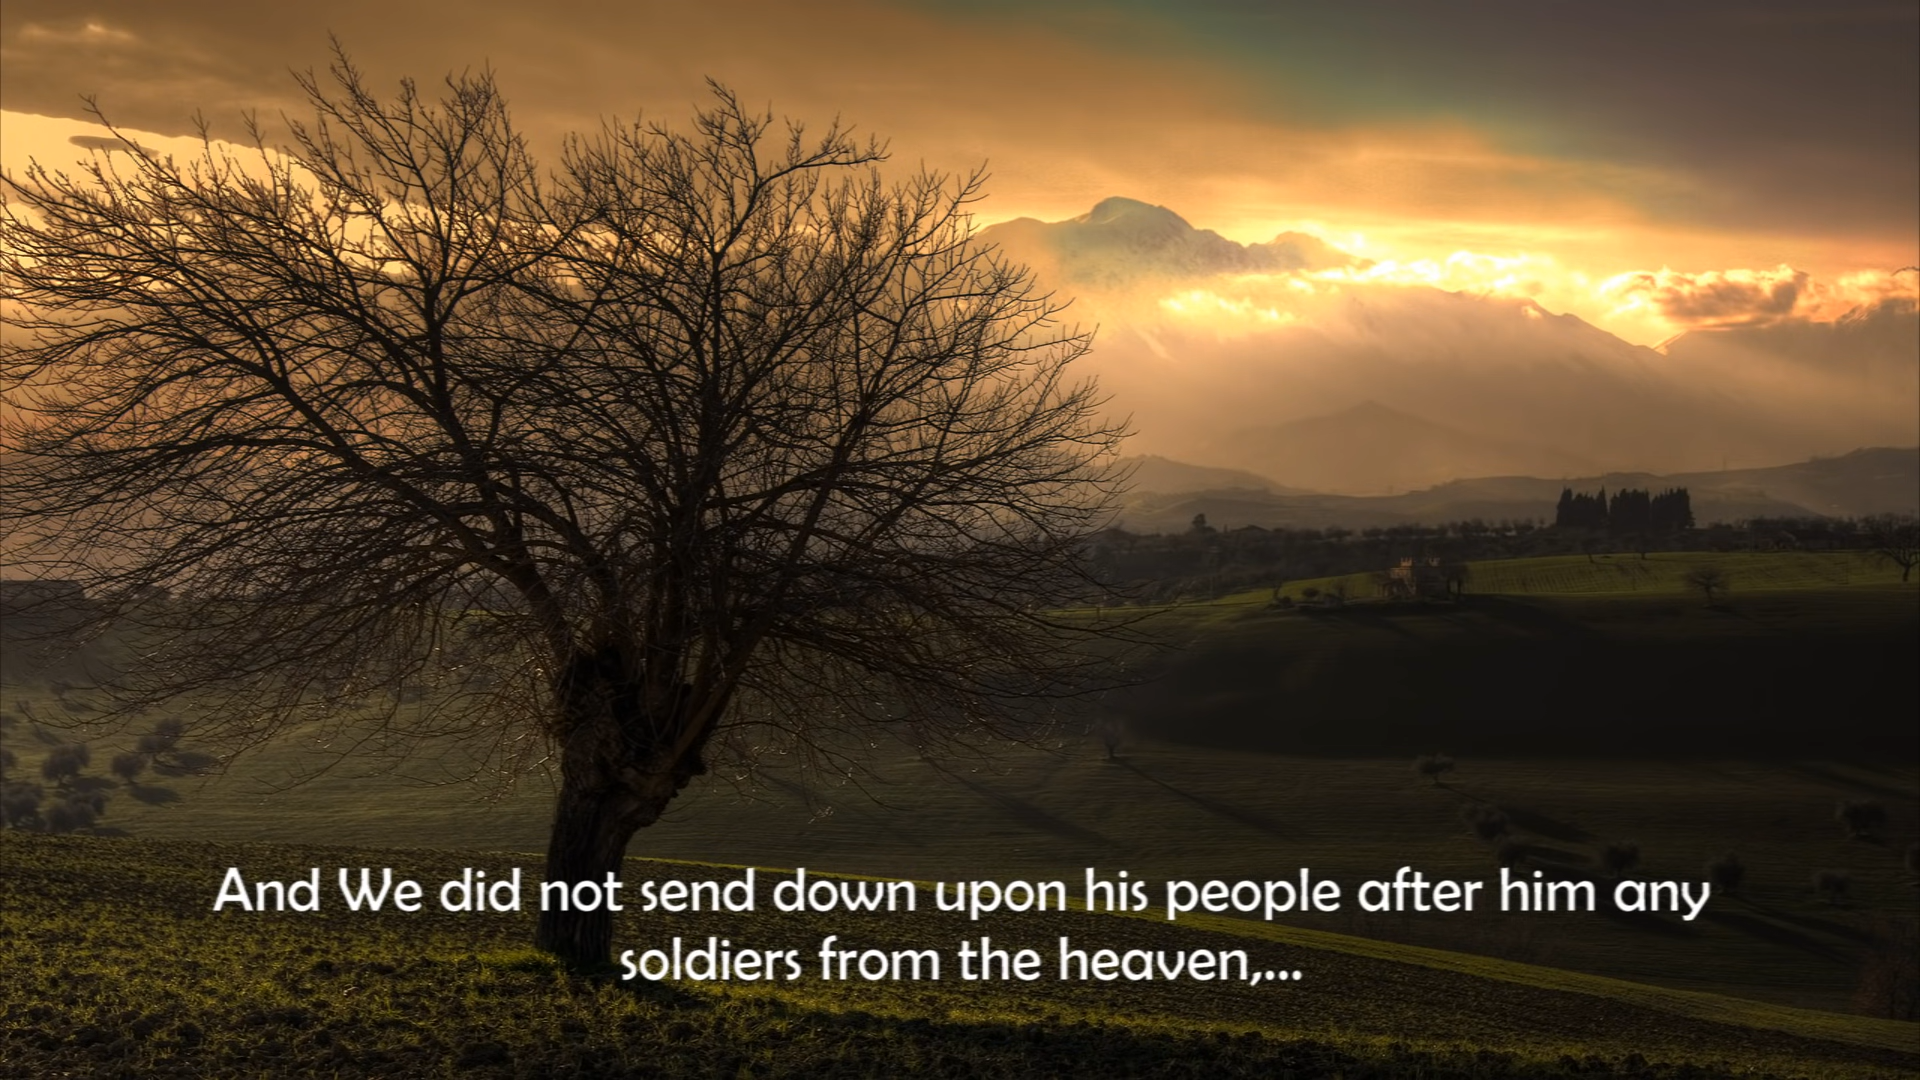 And We did not send down upon his people after him any
soldiers from the heaven,...